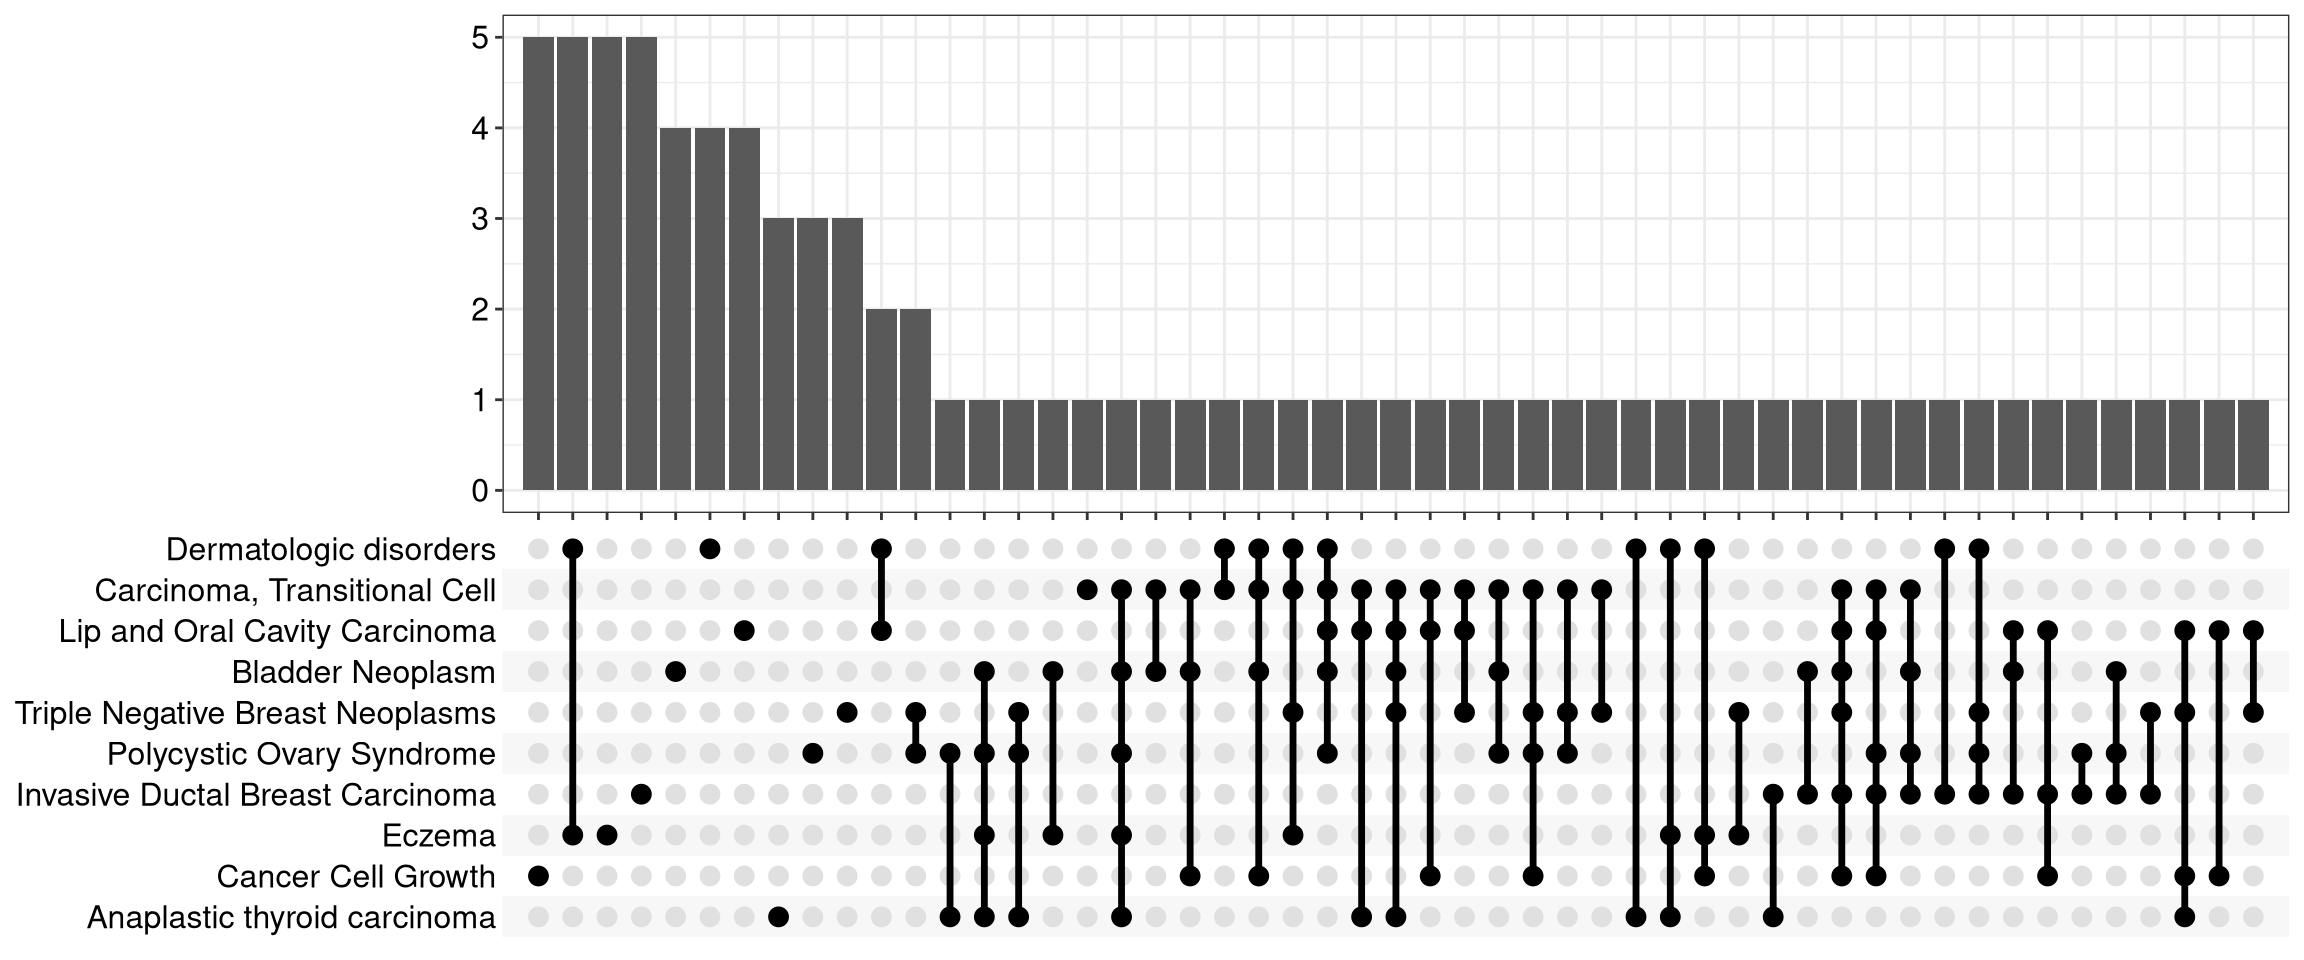 5
4
3
2
1
0
Dermatologic disorders
Carcinoma, Transitional Cell
Lip and Oral Cavity Carcinoma
Bladder Neoplasm
Triple Negative Breast Neoplasms
Polycystic Ovary Syndrome
Invasive Ductal Breast Carcinoma
Eczema
Cancer Cell Growth
Anaplastic thyroid carcinoma